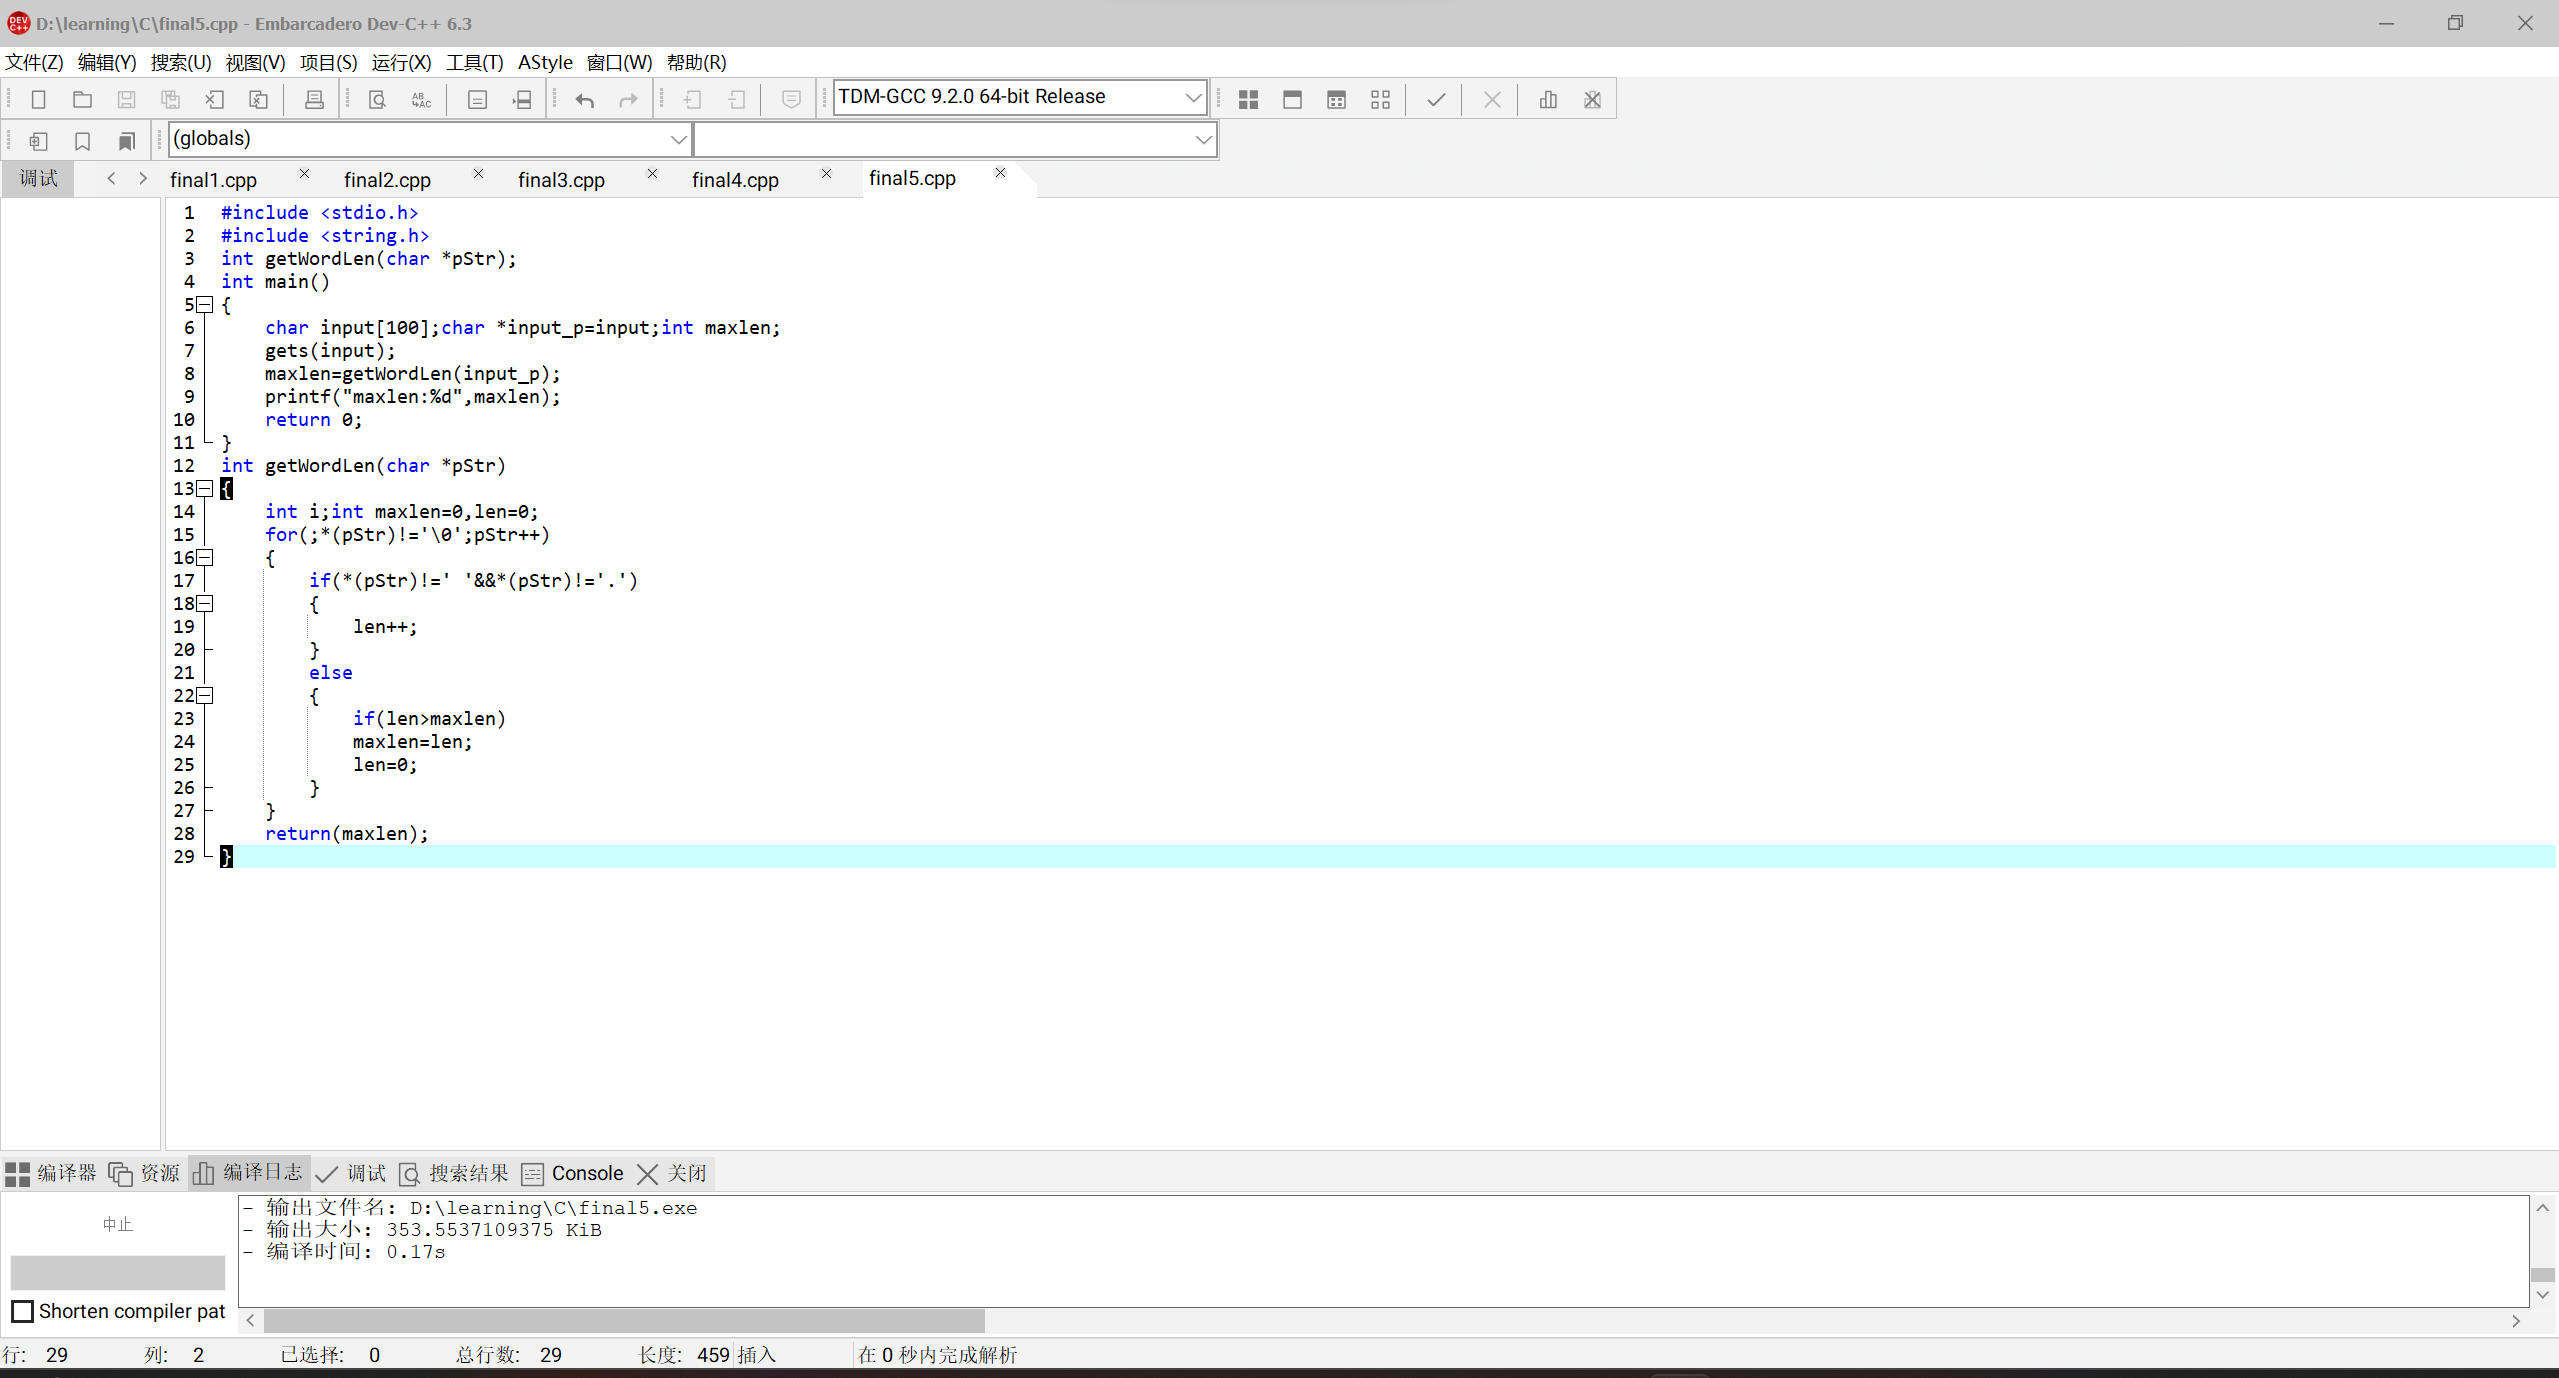 D:\learning\C\final5.cpp - Embarcadero Dev-C++ 6.3
文件(Z) 编辑(Y) 搜索(U) 视图(V) 项目(S) 运行(X) 工具(T) AStyle 窗口(W) 帮助(R)
TDM-GCC 9.2.0 64-bit Release
(globals)
调试 final1.cpp final2.cpp final3.cpp final4.cpp final5.cpp
1 #include <stdio.h>
2 #include <string.h>
3 int getWordLen(char *pStr);
4 int main()
5 {
6 char input[100];char *input_p=input;int maxlen;
7 gets(input);
8 maxlen=getWordLen(input_p);
9 printf("maxlen:%d",maxlen);
10 return 0;
11 }
12 int getWordLen(char *pStr)
13 {
14 int i;int maxlen=0,len=0;
15 for(;*(pStr)!='\0';pStr++)
16 {
17 if(*(pStr)!=' '&&*(pStr)!='.')
18 {
19 len++;
20 }
21 else
22 {
23 if(len>maxlen)
24 maxlen=len;
25 len=0;
26 }
27 }
28 return(maxlen);
29 }
编译器 资源 编译日志 调试 搜索结果 Console 关闭
中止
- 输出文件名: D:\learning\C\final5.exe
- 输出大小: 353.5537109375 KiB
- 编译时间: 0.17s
Shorten compiler pat
行: 29 列: 2 已选择: 0 总行数: 29 长度: 459 插入 在 0 秒内完成解析